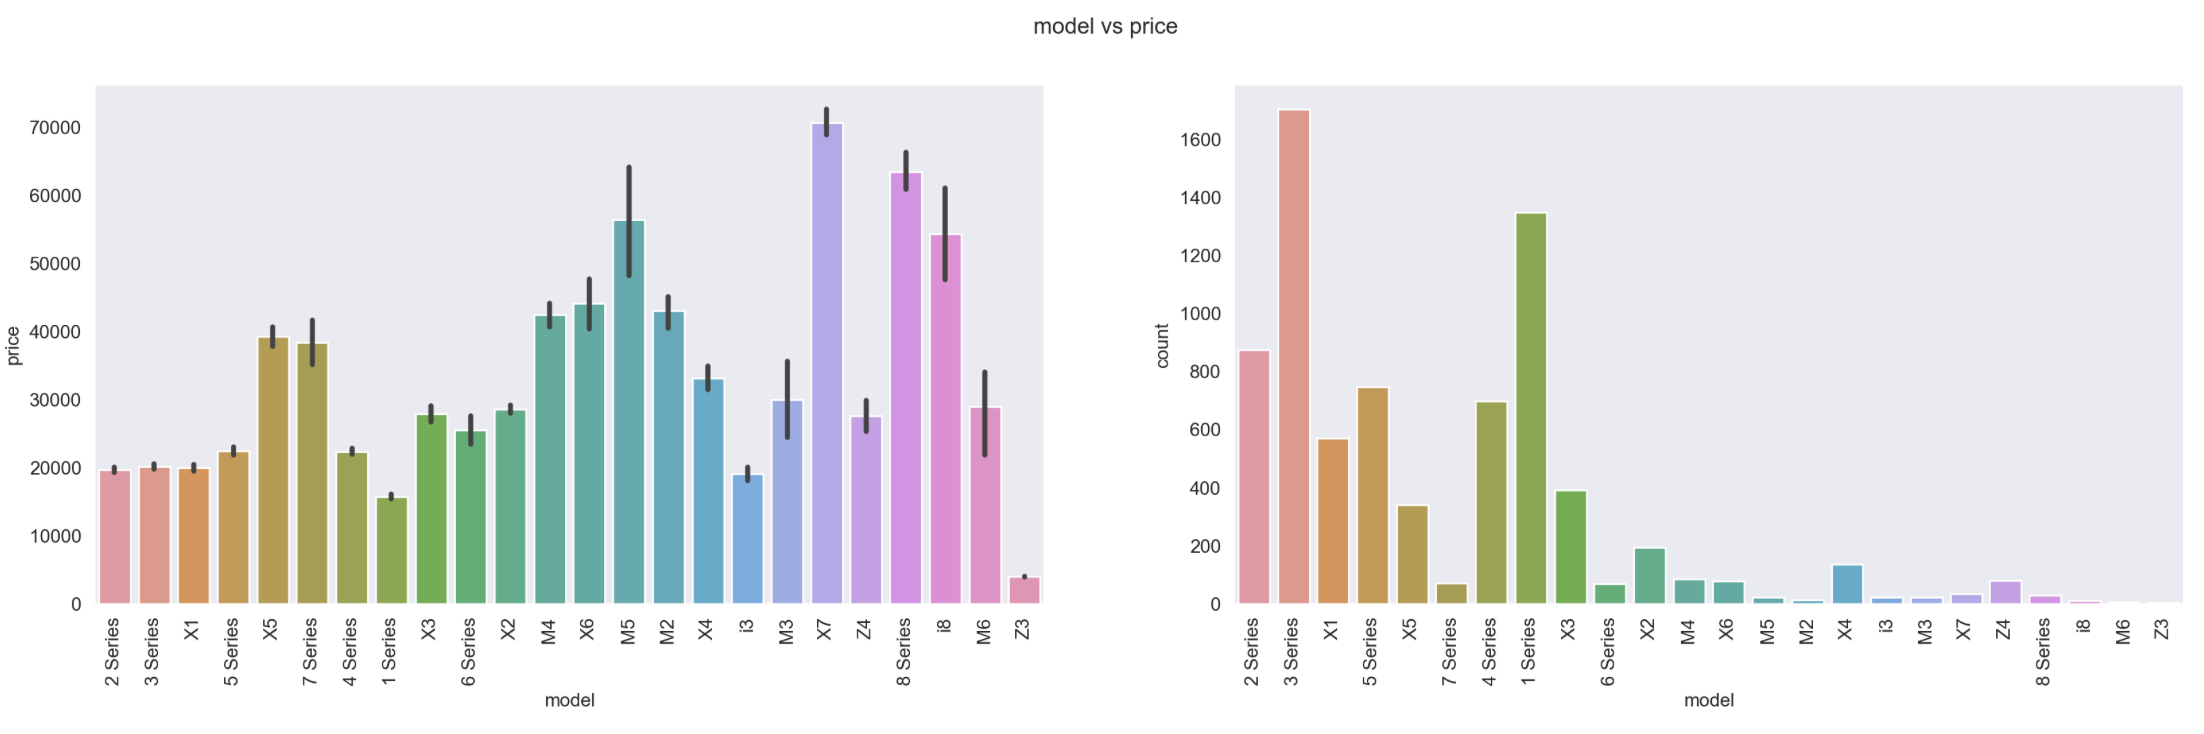 model vs price
70000
60000
50000
40000
30000
20000
10000
0
price
2 Series
3 Series
X1
5 Series
X5
7 Series
4 Series
1 Series
X3
6 Series
X2
M4
X6
M5
M2
X4
i3
M3
X7
Z4
8 Series
i8
M6
Z3
model
1600
1400
1200
1000
800
600
400
200
0
count
2 Series
3 Series
X1
5 Series
X5
7 Series
4 Series
1 Series
X3
6 Series
X2
M4
X6
M5
M2
X4
i3
M3
X7
Z4
8 Series
i8
M6
Z3
model